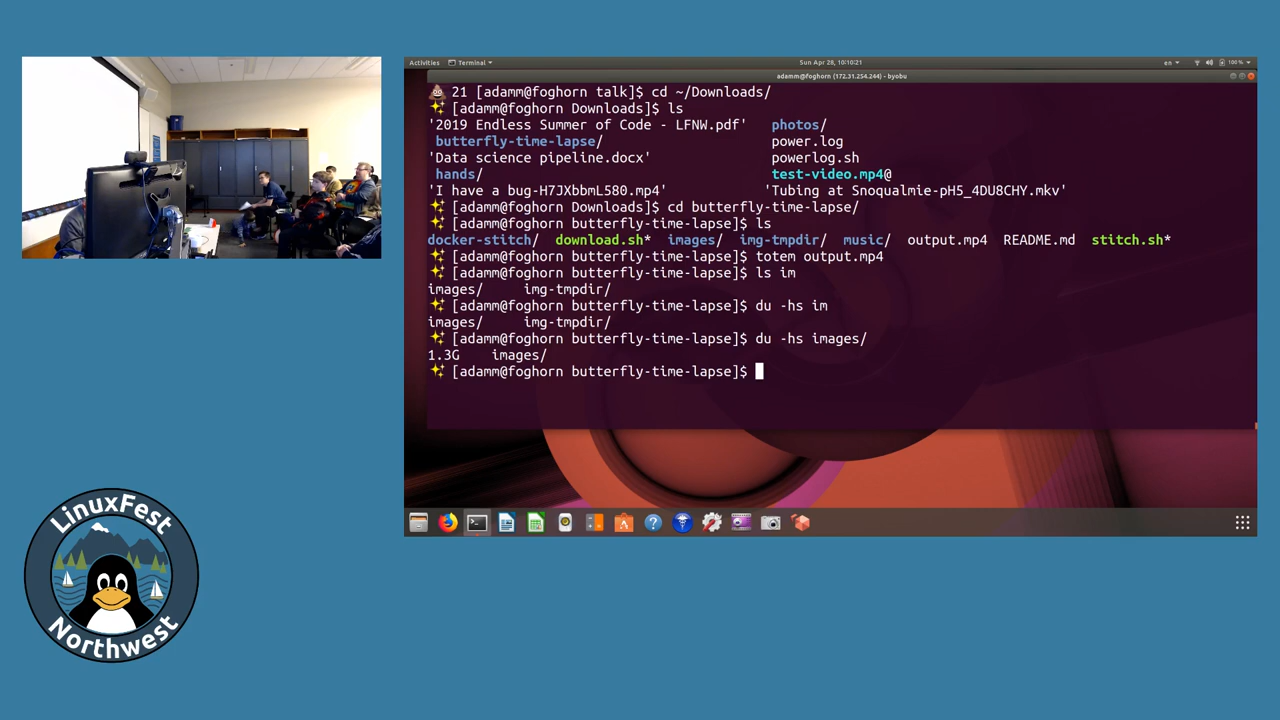 Activities Terminal Sun Apr 28, 10:10:21 en 100 %
adamm@foghorn (172.31.254.244) - byobu
21 [adamm@foghorn talk]$ cd ~/Downloads/
[adamm@foghorn Downloads]$ ls
'2019 Endless Summer of Code - LFNW.pdf' photos/
butterfly-time-lapse/ power.log
'Data science pipeline.docx' powerlog.sh
hands/ test-video.mp4@
'I have a bug-H7JXbbmL580.mp4' 'Tubing at Snoqualmie-pH5_4DU8CHY.mkv'
[adamm@foghorn Downloads]$ cd butterfly-time-lapse/
[adamm@foghorn butterfly-time-lapse]$ ls
docker-stitch/ download.sh* images/ img-tmpdir/ music/ output.mp4 README.md stitch.sh*
[adamm@foghorn butterfly-time-lapse]$ totem output.mp4
[adamm@foghorn butterfly-time-lapse]$ ls im
images/ img-tmpdir/
[adamm@foghorn butterfly-time-lapse]$ du -hs im
images/ img-tmpdir/
[adamm@foghorn butterfly-time-lapse]$ du -hs images/
1.3G images/
[adamm@foghorn butterfly-time-lapse]$
LinuxFest
Northwest